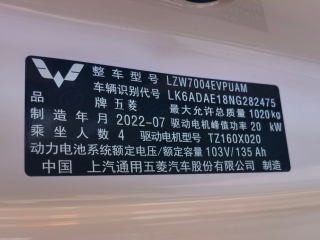 整车型号 LZW7004EVPUAM
车辆识别代号 LK6ADAE18NG282475
品牌 五菱 最大允许总质量 1020kg
制造年月 2022-07 驱动电机峰值功率 20 kW
乘坐人数 4 驱动电机型号 TZ160X020
动力电池系统额定电压/额定容量 103V/135 Ah
中国 上汽通用五菱汽车股份有限公司 制造